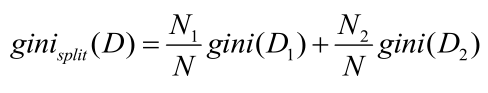 gini_split(D) = N₁/N gini(D₁) + N₂/N gini(D₂)